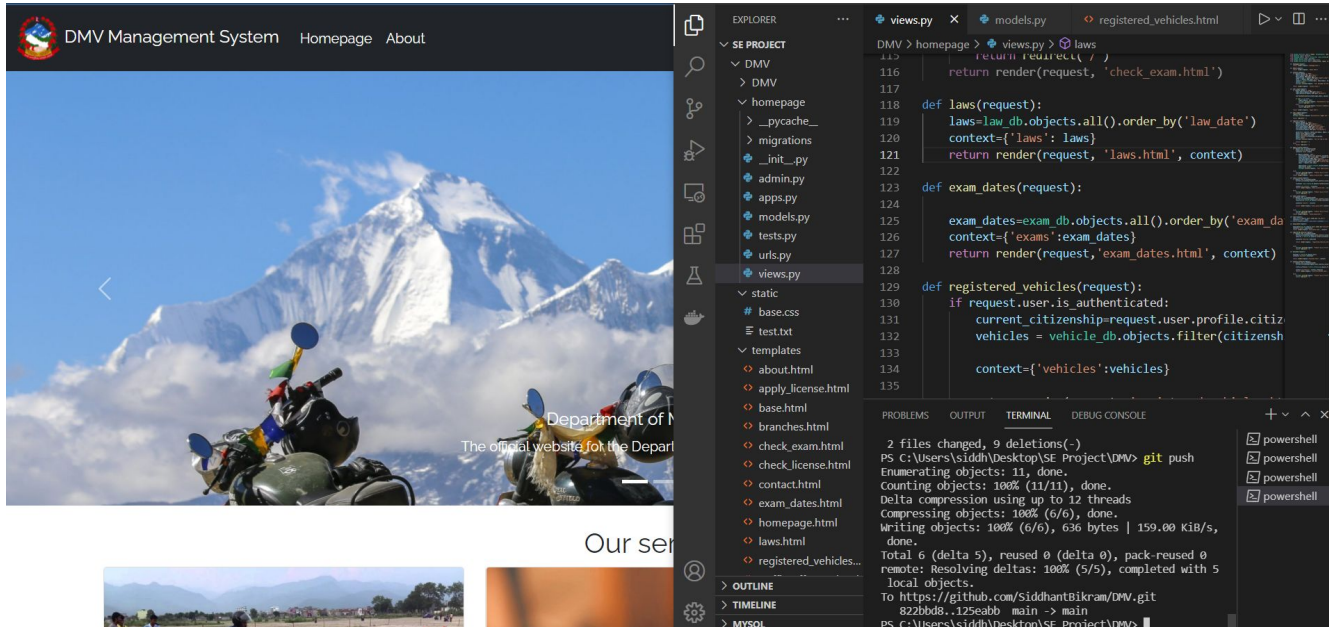 DMV Management System Homepage About
Department of
The official website for the Depar
Our ser
EXPLORER
SE PROJECT
DMV
DMV
homepage
__pycache__
migrations
__init__.py
admin.py
apps.py
models.py
tests.py
urls.py
views.py
static
# base.css
test.txt
templates
about.html
apply_license.html
base.html
branches.html
check_exam.html
check_license.html
contact.html
exam_dates.html
homepage.html
laws.html
registered_vehicles...
OUTLINE
TIMELINE
MYSQL
views.py models.py registered_vehicles.html
DMV > homepage > views.py > laws
115 return redirect('/')
116 return render(request, 'check_exam.html')
117
118 def laws(request):
119 laws=law_db.objects.all().order_by('law_date')
120 context={'laws': laws}
121 return render(request, 'laws.html', context)
122
123 def exam_dates(request):
124
125 exam_dates=exam_db.objects.all().order_by('exam_da
126 context={'exams':exam_dates}
127 return render(request,'exam_dates.html', context)
128
129 def registered_vehicles(request):
130 if request.user.is_authenticated:
131 current_citizenship=request.user.profile.citiz
132 vehicles = vehicle_db.objects.filter(citizensh
133
134 context={'vehicles':vehicles}
135
PROBLEMS OUTPUT TERMINAL DEBUG CONSOLE
2 files changed, 9 deletions(-)
PS C:\Users\siddh\Desktop\SE Project\DMV> git push
Enumerating objects: 11, done.
Counting objects: 100% (11/11), done.
Delta compression using up to 12 threads
Compressing objects: 100% (6/6), done.
Writing objects: 100% (6/6), 636 bytes | 159.00 KiB/s,
done.
Total 6 (delta 5), reused 0 (delta 0), pack-reused 0
remote: Resolving deltas: 100% (5/5), completed with 5
local objects.
To https://github.com/SiddhantBikram/DMV.git
822bbd8..125eabb main -> main
PS C:\Users\siddh\Desktop\SE Project\DMV>
powershell
powershell
powershell
powershell